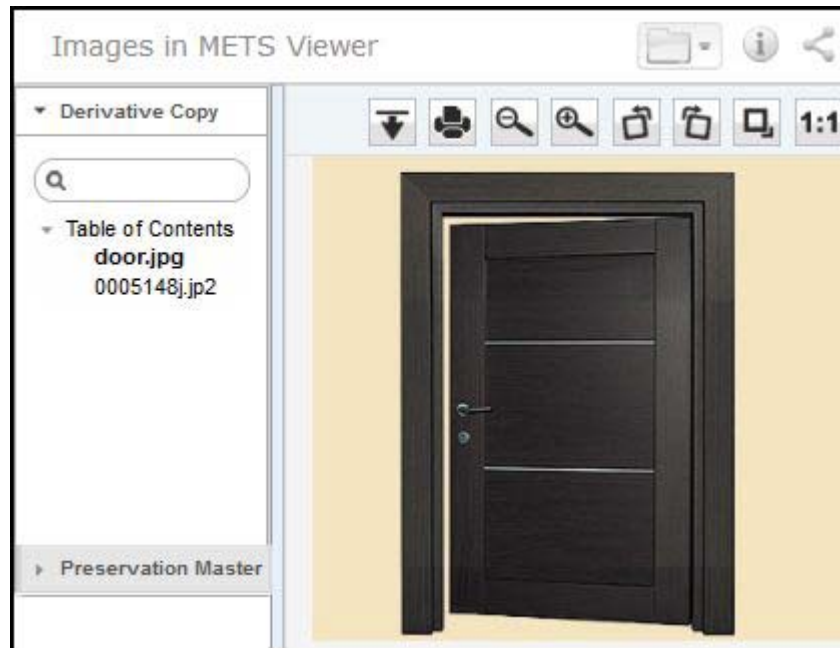 Images in METS Viewer
Derivative Copy
Table of Contents
door.jpg
0005148j.jp2
Preservation Master
1:1